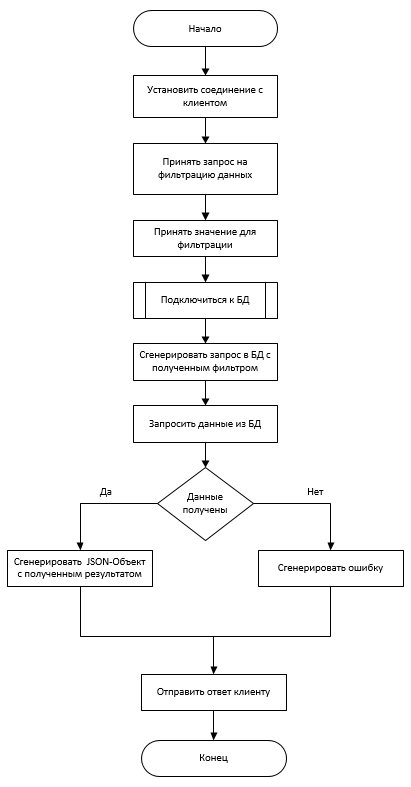 Начало
Установить соединение с
клиентом
Принять запрос на
фильтрацию данных
Принять значение для
фильтрации
Подключиться к БД
Сгенерировать запрос в БД с
полученным фильтром
Запросить данные из БД
Данные
получены
Да
Нет
Сгенерировать JSON-Объект
с полученным результатом
Сгенерировать ошибку
Отправить ответ клиенту
Конец